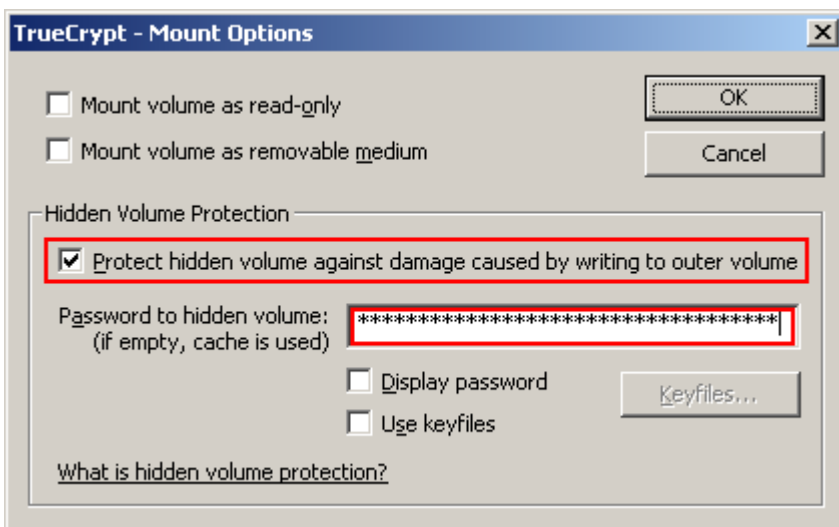 TrueCrypt - Mount Options
Mount volume as read-only
OK
Mount volume as removable medium
Cancel
Hidden Volume Protection
Protect hidden volume against damage caused by writing to outer volume
Password to hidden volume:
(if empty, cache is used)
***********************************
Display password
Keyfiles...
Use keyfiles
What is hidden volume protection?